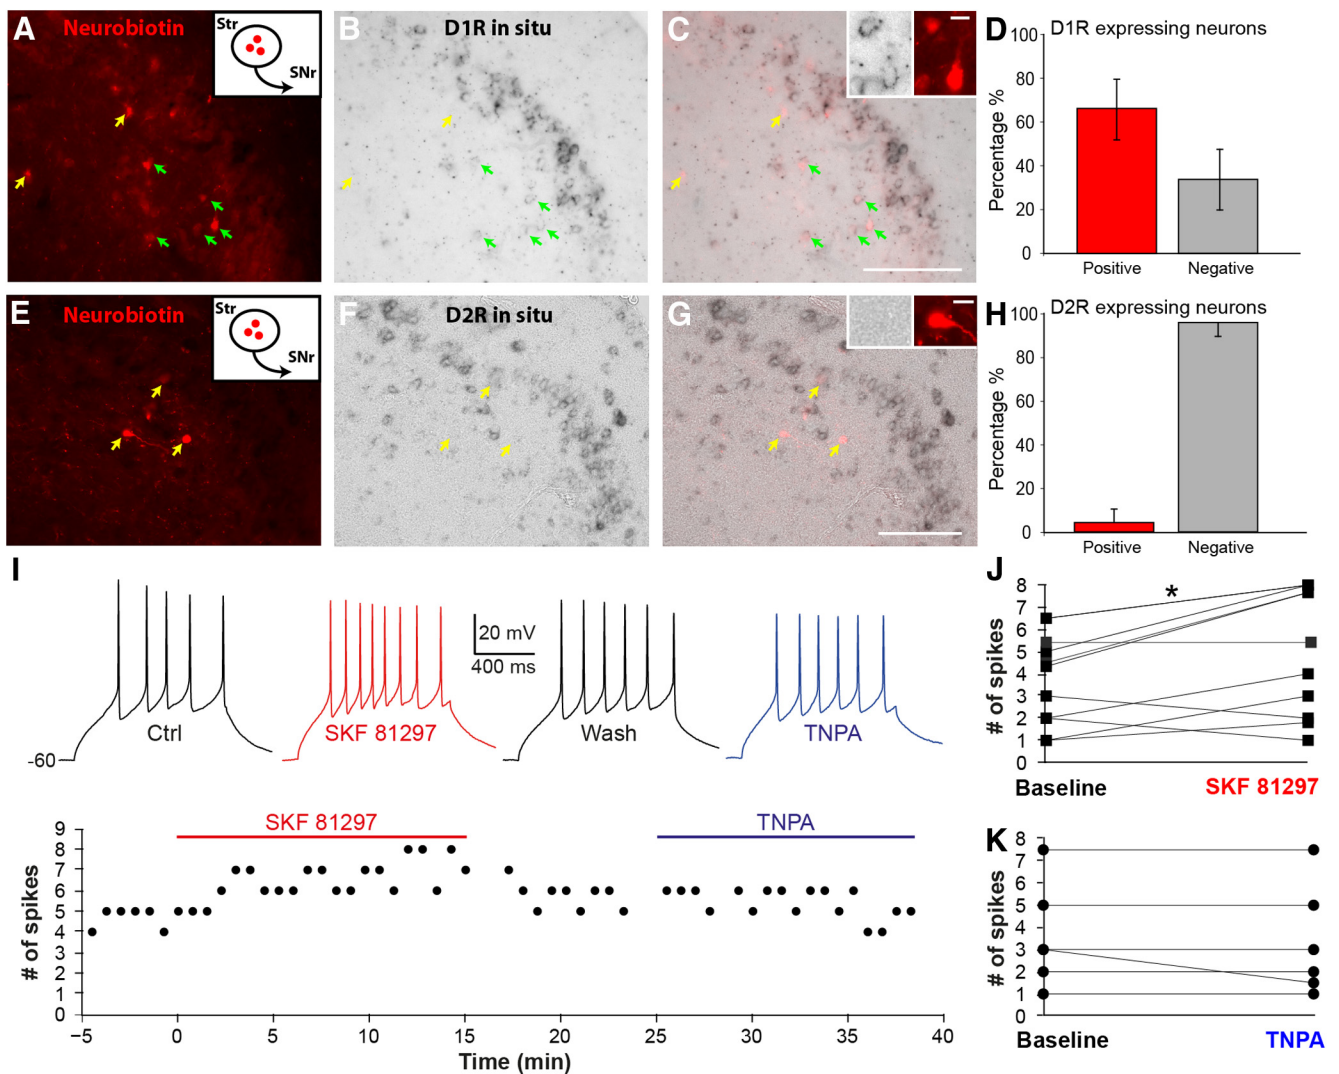 A Neurobiotin
Str
SNr
B D1R in situ
C
D D1R expressing neurons
Percentage %
100
80
60
40
20
0
Positive Negative
E Neurobiotin
Str
SNr
F D2R in situ
G
H D2R expressing neurons
Percentage %
100
80
60
40
20
0
Positive Negative
I
20 mV
400 ms
Ctrl SKF 81297 Wash TNPA
-60
SKF 81297 TNPA
# of spikes
9
8
7
6
5
4
3
2
1
0
−5 0 5 10 15 20 25 30 35 40
Time (min)
J
*
# of spikes
8
7
6
5
4
3
2
1
0
Baseline SKF 81297
K
# of spikes
8
7
6
5
4
3
2
1
0
Baseline TNPA